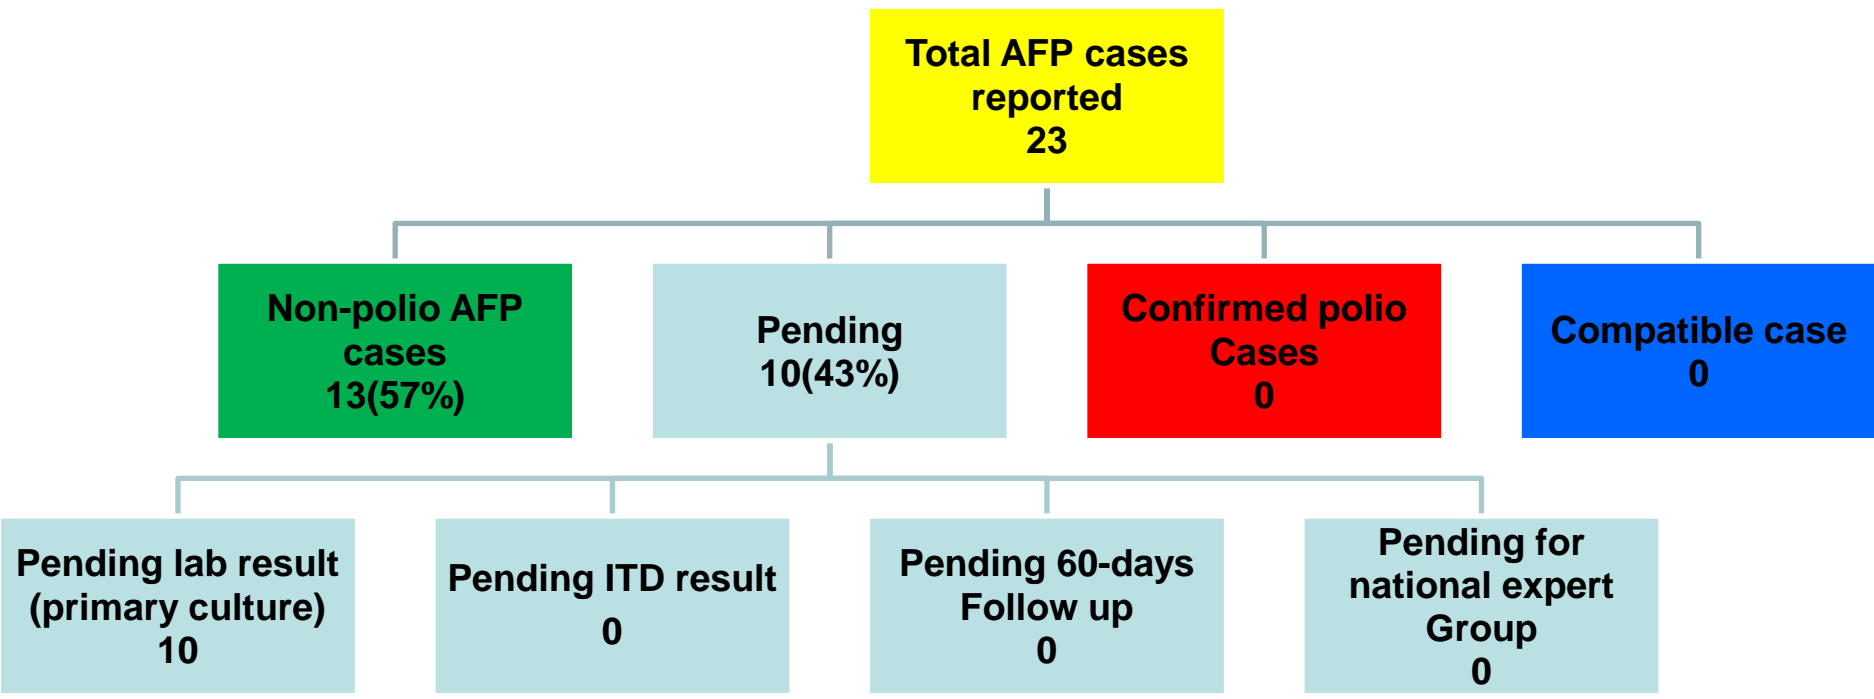 Total AFP cases
reported
23
Non-polio AFP
cases
13(57%)
Pending
10(43%)
Confirmed polio
Cases
0
Compatible case
0
Pending lab result
(primary culture)
10
Pending ITD result
0
Pending 60-days
Follow up
0
Pending for
national expert
Group
0